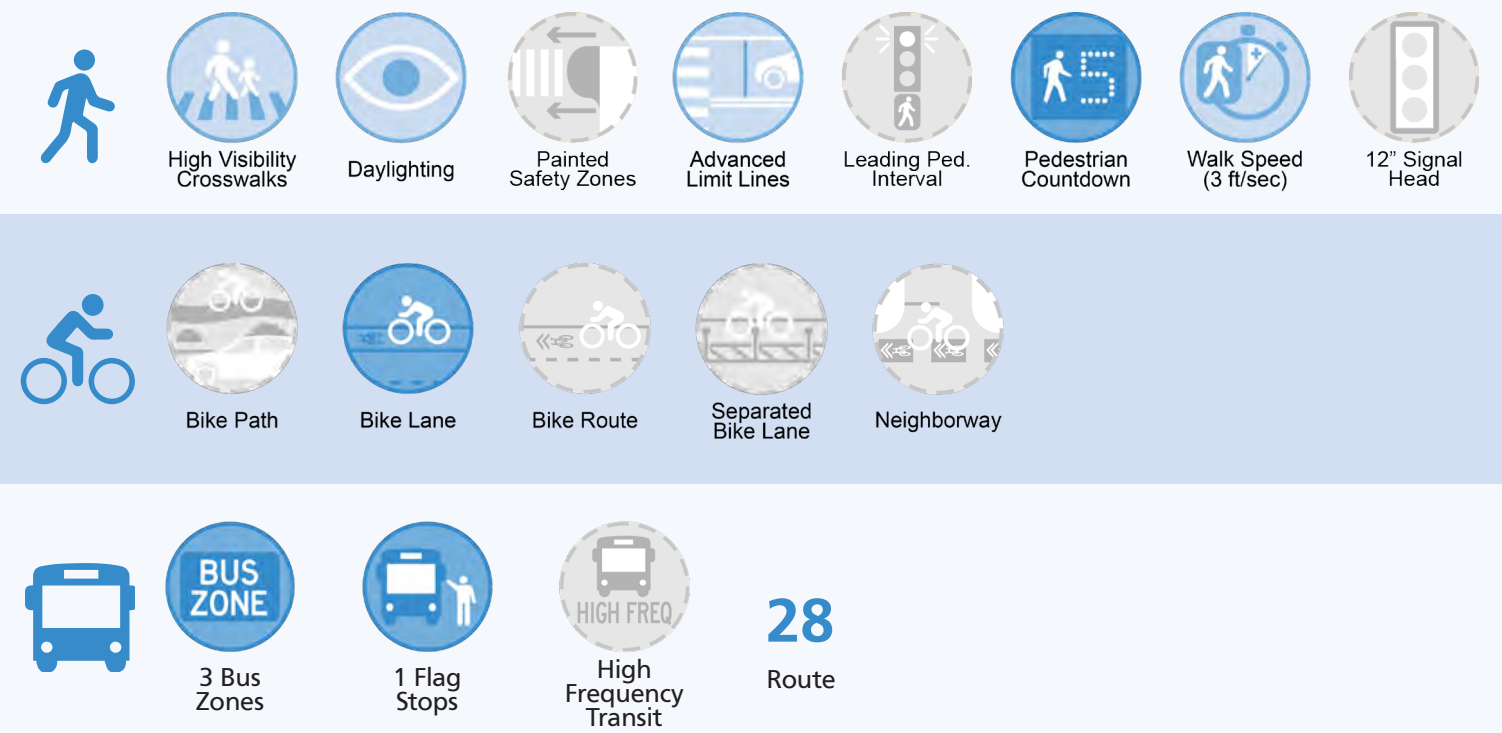 5
High Visibility
Crosswalks
Daylighting
Painted
Safety Zones
Advanced
Limit Lines
Leading Ped.
Interval
Pedestrian
Countdown
Walk Speed
(3 ft/sec)
12” Signal
Head
Bike Path
Bike Lane
Bike Route
Separated
Bike Lane
Neighborway
BUS
ZONE
3 Bus
Zones
1 Flag
Stops
HIGH FREQ
High
Frequency
Transit
28
Route